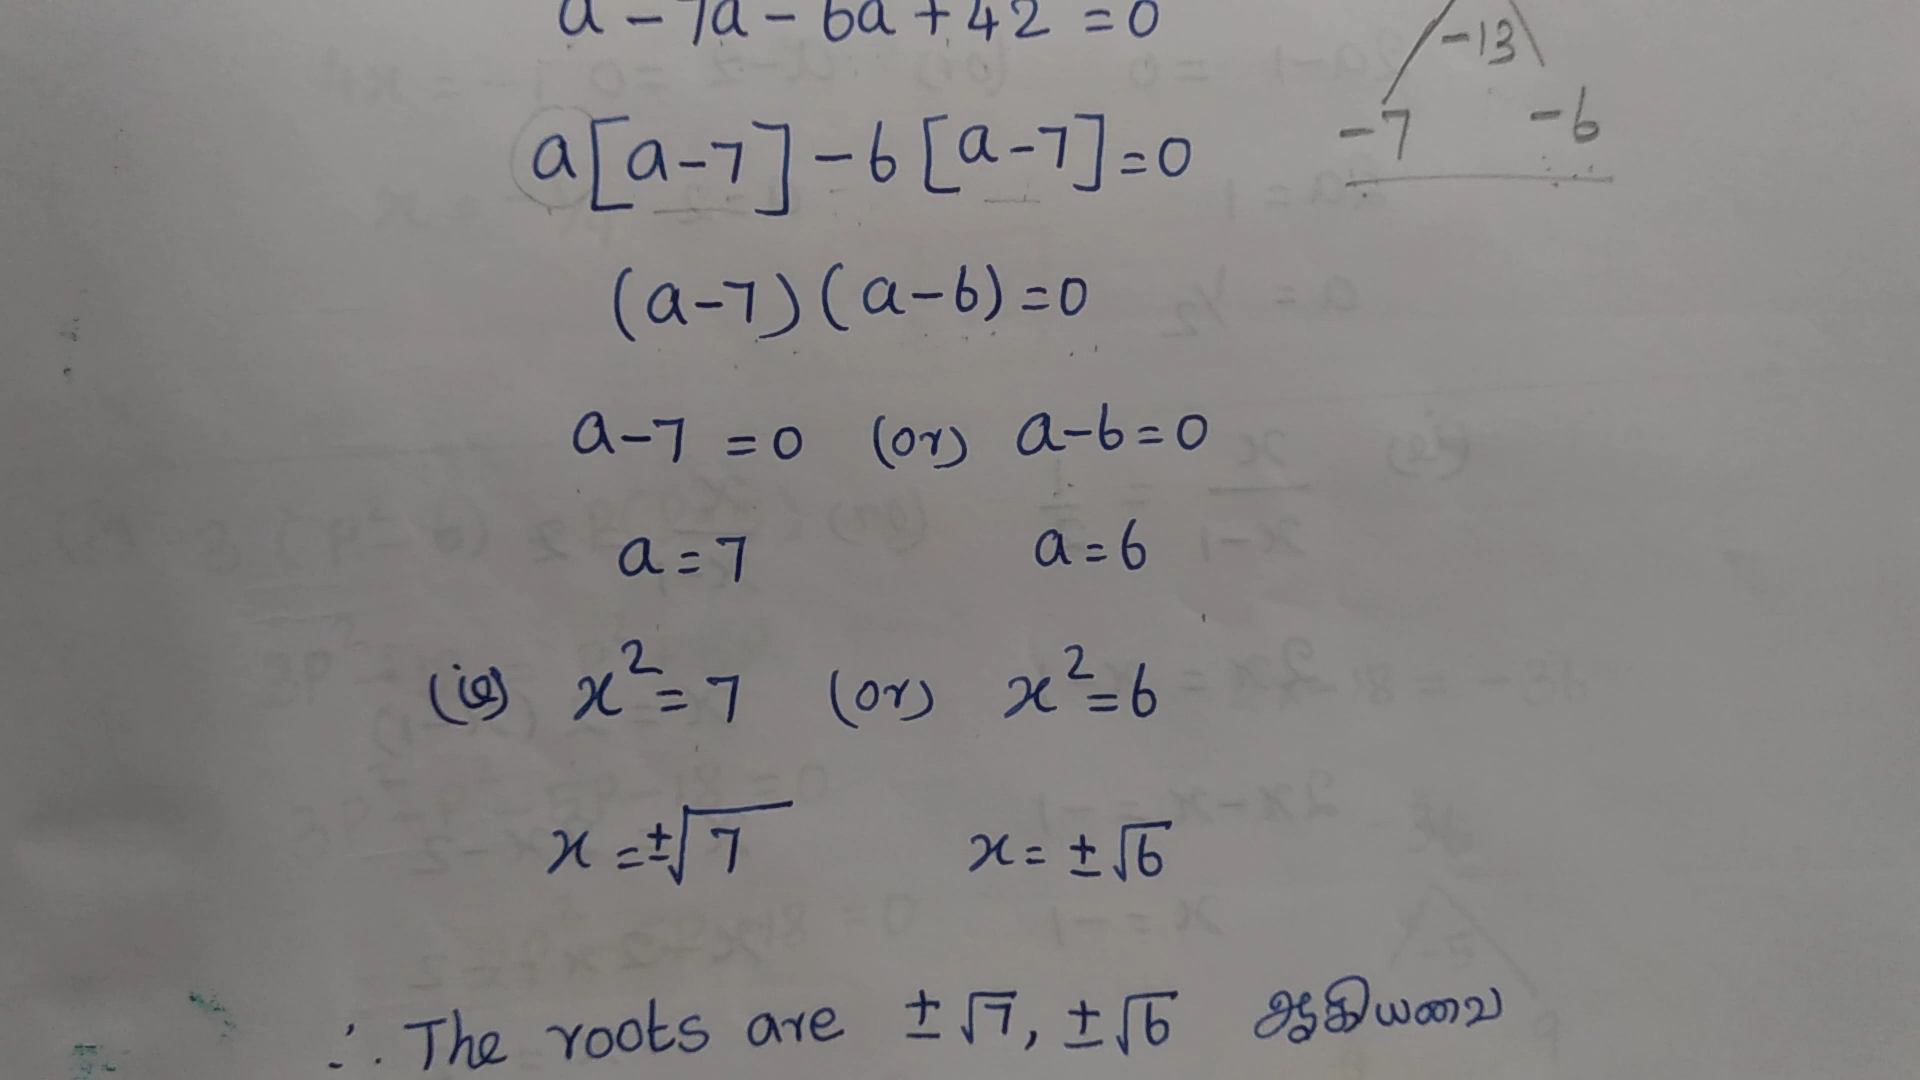 a - 7a - 6a + 42 = 0
-13
-7 -6
a[a-7] - 6[a-7] = 0
(a-7)(a-6) = 0
a-7 = 0 (or) a-6 = 0
a = 7 a = 6
(ie) x² = 7 (or) x² = 6
x = ±√7 x = ±√6
∴ The roots are ±√7, ±√6 ஆகியவை